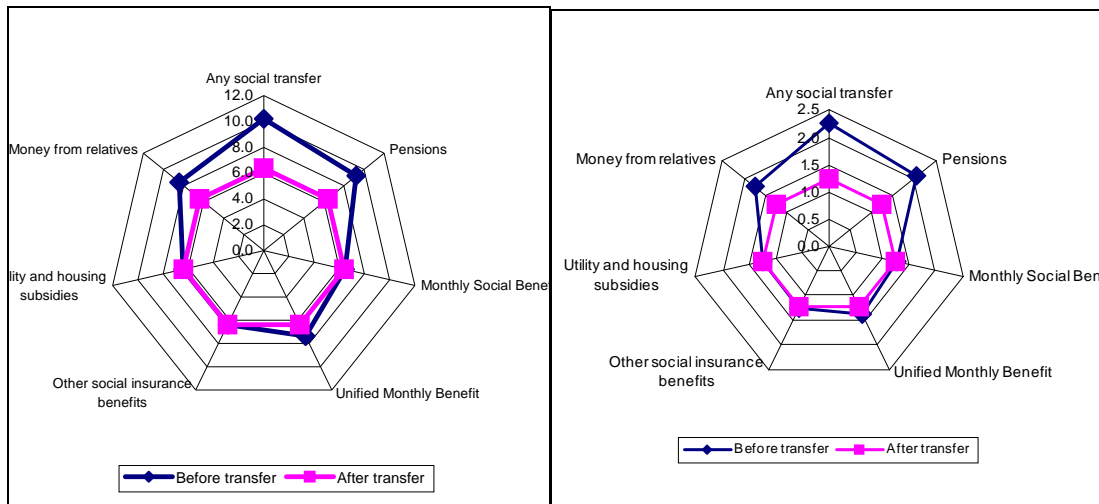 Any social transfer
12.0
10.0
8.0
6.0
4.0
2.0
0.0
Pensions
Monthly Social Benef
Unified Monthly Benefit
Other social insurance
benefits
lity and housing
subsidies
Money from relatives
Before transfer
After transfer
Any social transfer
2.5
2.0
1.5
1.0
0.5
0.0
Pensions
Monthly Social Ben
Unified Monthly Benefit
Other social insurance
benefits
Utility and housing
subsidies
Money from relatives
Before transfer
After transfer